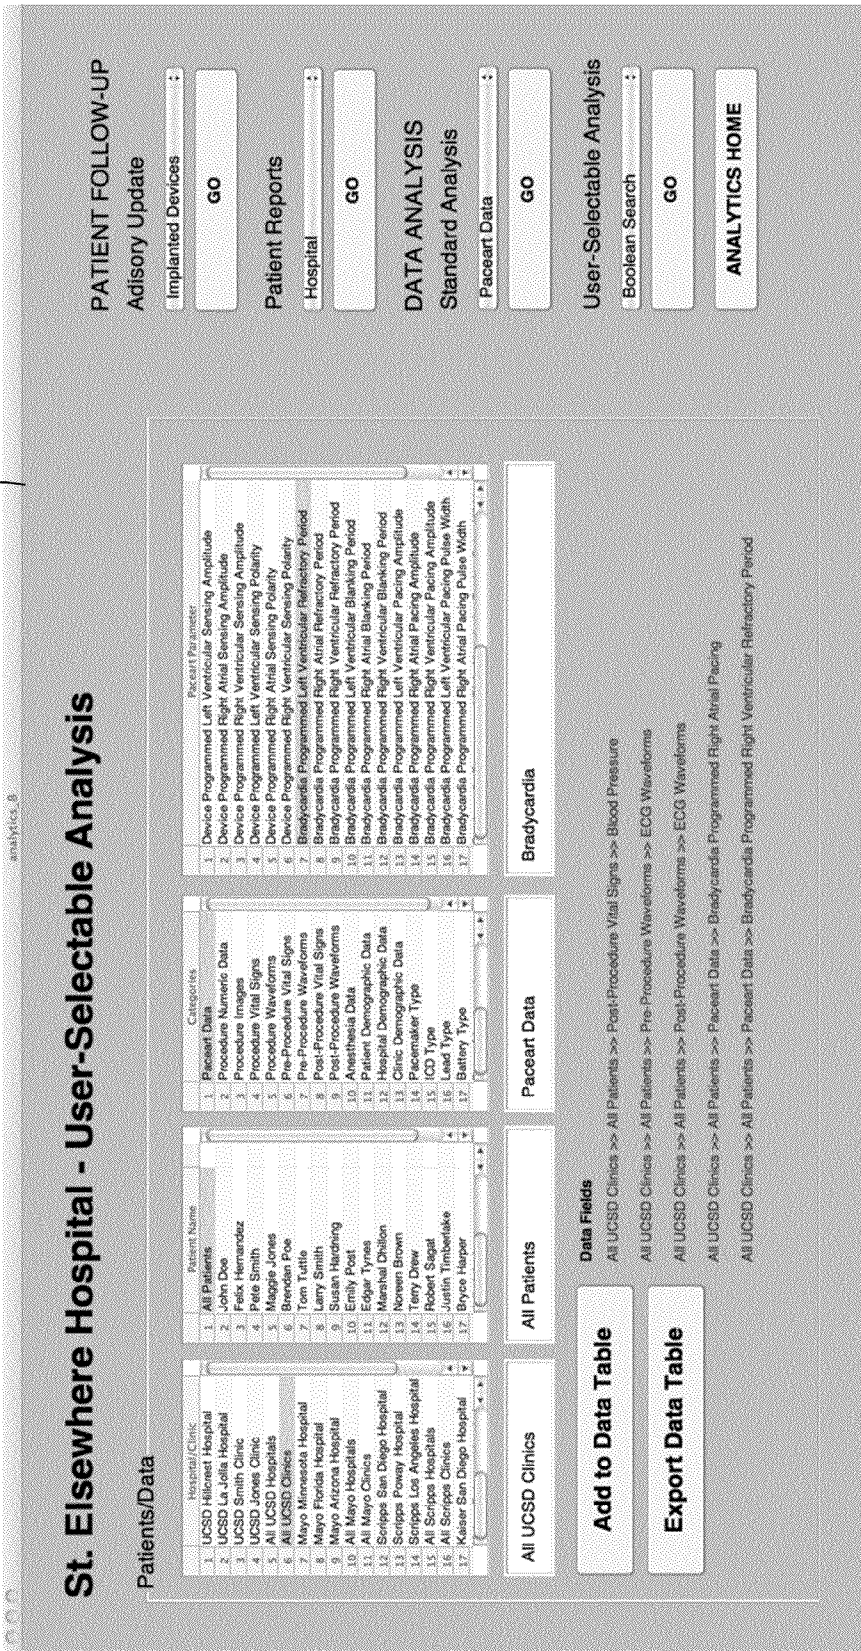 analytics_8
St. Elsewhere Hospital - User-Selectable Analysis
Patients/Data
Hospital/Clinic
1 UCSD Hillcrest Hospital
2 UCSD La Jolla Hospital
3 UCSD Smith Clinic
4 UCSD Jones Clinic
5 All UCSD Hospitals
6 All UCSD Clinics
7 Mayo Minnesota Hospital
8 Mayo Florida Hospital
9 Mayo Arizona Hospital
10 All Mayo Hospitals
11 All Mayo Clinics
12 Scripps San Diego Hospital
13 Scripps Poway Hospital
14 Scripps Los Angeles Hospital
15 All Scripps Hospitals
16 All Scripps Clinics
17 Kaiser San Diego Hospital
All UCSD Clinics
Patient Name
1 All Patients
2 John Doe
3 Felix Hernandez
4 Pete Smith
5 Maggie Jones
6 Brendan Poe
7 Tom Tuttle
8 Larry Smith
9 Susan Hardning
10 Emily Post
11 Edgar Tynes
12 Marshal Dhillon
13 Noreen Brown
14 Terry Drew
15 Robert Sagat
16 Justin Timberlake
17 Bryce Harper
All Patients
Categories
1 Paceart Data
2 Procedure Numeric Data
3 Procedure Images
4 Procedure Vital Signs
5 Procedure Waveforms
6 Pre-Procedure Vital Signs
7 Pre-Procedure Waveforms
8 Post-Procedure Vital Signs
9 Post-Procedure Waveforms
10 Anesthesia Data
11 Patient Demographic Data
12 Hospital Demographic Data
13 Clinic Demographic Data
14 Pacemaker Type
15 ICD Type
16 Lead Type
17 Battery Type
Paceart Data
Paceart Parameter
1 Device Programmed Left Ventricular Sensing Amplitude
2 Device Programmed Right Atrial Sensing Amplitude
3 Device Programmed Right Ventricular Sensing Amplitude
4 Device Programmed Left Ventricular Sensing Polarity
5 Device Programmed Right Atrial Sensing Polarity
6 Device Programmed Right Ventricular Sensing Polarity
7 Bradycardia Programmed Left Ventricular Refractory Period
8 Bradycardia Programmed Right Atrial Refractory Period
9 Bradycardia Programmed Right Ventricular Refractory Period
10 Bradycardia Programmed Left Ventricular Blanking Period
11 Bradycardia Programmed Right Atrial Blanking Period
12 Bradycardia Programmed Right Ventricular Blanking Period
13 Bradycardia Programmed Left Ventricular Pacing Amplitude
14 Bradycardia Programmed Right Atrial Pacing Amplitude
15 Bradycardia Programmed Right Ventricular Pacing Amplitude
16 Bradycardia Programmed Left Ventricular Pacing Pulse Width
17 Bradycardia Programmed Right Atrial Pacing Pulse Width
Bradycardia
Add to Data Table
Export Data Table
Data Fields
All UCSD Clinics >> All Patients >> Post-Procedure Vital Signs >> Blood Pressure
All UCSD Clinics >> All Patients >> Pre-Procedure Waveforms >> ECG Waveforms
All UCSD Clinics >> All Patients >> Post-Procedure Waveforms >> ECG Waveforms
All UCSD Clinics >> All Patients >> Paceart Data >> Bradycardia Programmed Right Atrial Pacing
All UCSD Clinics >> All Patients >> Paceart Data >> Bradycardia Programmed Right Ventricular Refractory Period
PATIENT FOLLOW-UP
Adisory Update
Implanted Devices
GO
Patient Reports
Hospital
GO
DATA ANALYSIS
Standard Analysis
Paceart Data
GO
User-Selectable Analysis
Boolean Search
GO
ANALYTICS HOME